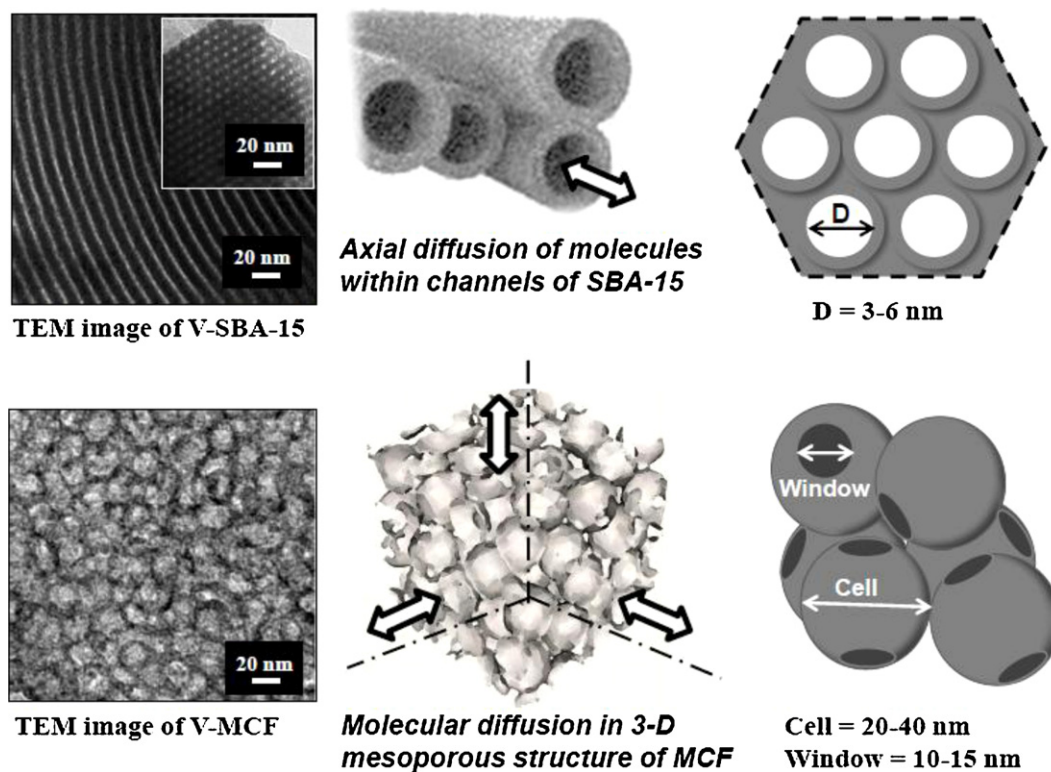 20 nm
20 nm
TEM image of V-SBA-15
Axial diffusion of molecules
within channels of SBA-15
D
D = 3-6 nm
20 nm
TEM image of V-MCF
Molecular diffusion in 3-D
mesoporous structure of MCF
Window
Cell
Cell = 20-40 nm
Window = 10-15 nm